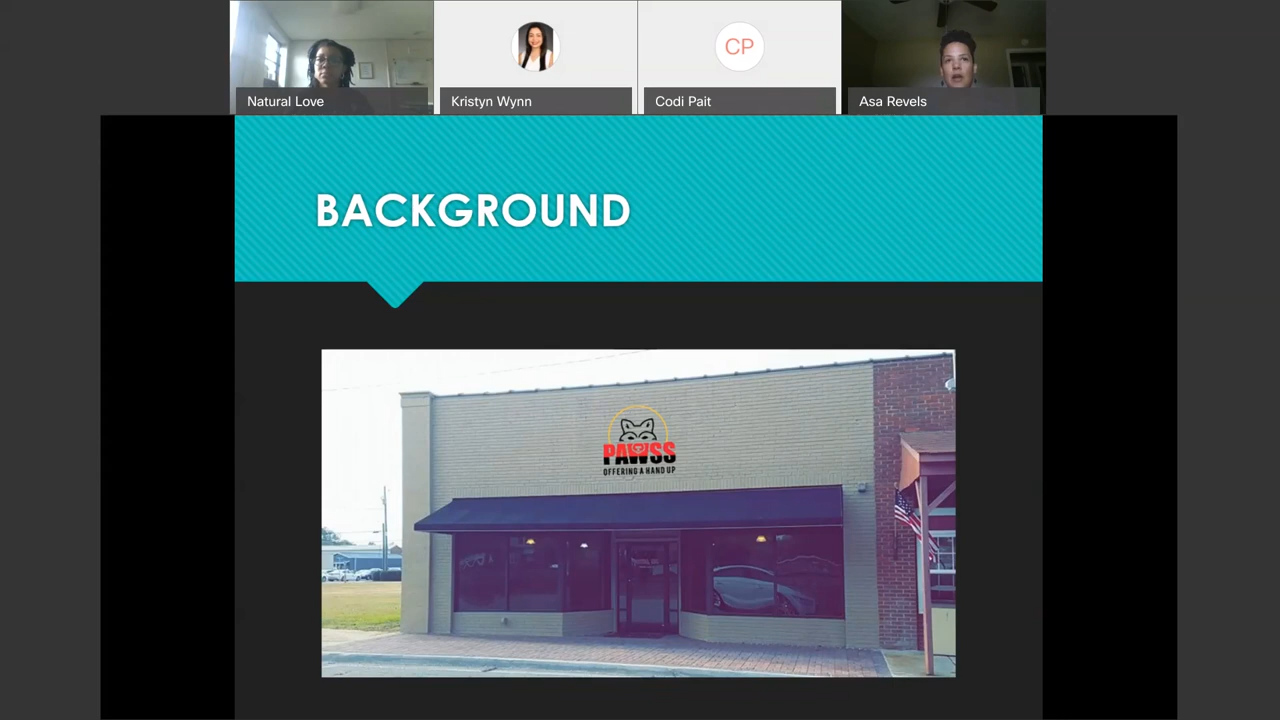 Natural Love
Kristyn Wynn
CP
Codi Pait
Asa Revels
BACKGROUND
PAWSS
OFFERING A HAND UP